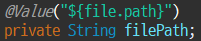 @Value("${file.path}")
private String filePath;